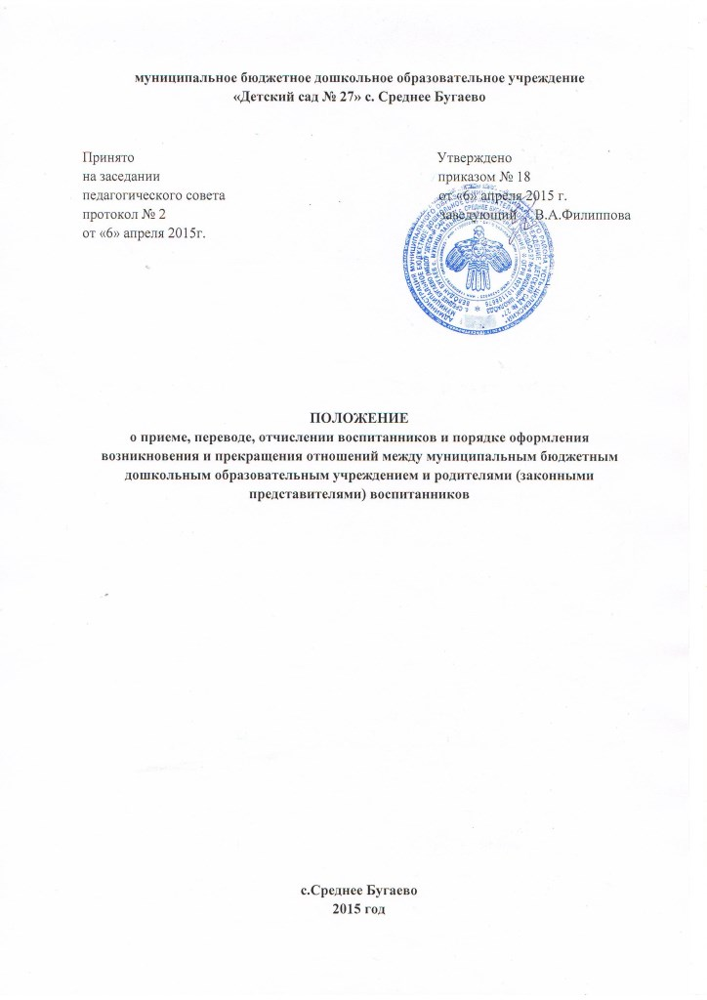 муниципальное бюджетное дошкольное образовательное учреждение
«Детский сад № 27» с. Среднее Бугаево
Принято
на заседании
педагогического совета
протокол № 2
от «6» апреля 2015г.
Утверждено
приказом № 18
от «6» апреля 2015 г.
заведующий В.А.Филиппова
ПОЛОЖЕНИЕ
о приеме, переводе, отчислении воспитанников и порядке оформления
возникновения и прекращения отношений между муниципальным бюджетным
дошкольным образовательным учреждением и родителями (законными
представителями) воспитанников
с.Среднее Бугаево
2015 год